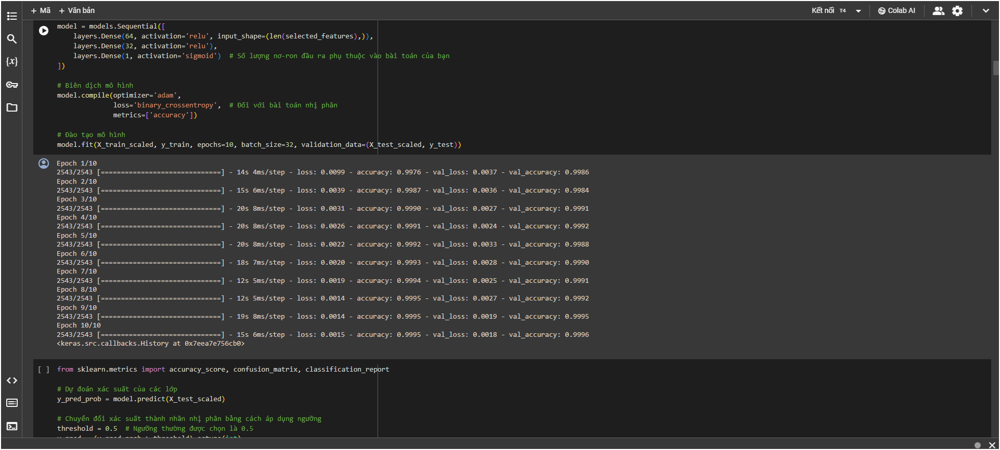 + Mã + Văn bản Kết nối T4 Colab AI
model = models.Sequential([
    layers.Dense(64, activation='relu', input_shape=(len(selected_features),)),
    layers.Dense(32, activation='relu'),
    layers.Dense(1, activation='sigmoid')  # Số lượng nơ-ron đầu ra phụ thuộc vào bài toán của bạn
])
# Biên dịch mô hình
model.compile(optimizer='adam',
              loss='binary_crossentropy',  # Đối với bài toán nhị phân
              metrics=['accuracy'])
# Đào tạo mô hình
model.fit(X_train_scaled, y_train, epochs=10, batch_size=32, validation_data=(X_test_scaled, y_test))
Epoch 1/10
2543/2543 [==============================] - 14s 4ms/step - loss: 0.0099 - accuracy: 0.9976 - val_loss: 0.0037 - val_accuracy: 0.9986
Epoch 2/10
2543/2543 [==============================] - 15s 6ms/step - loss: 0.0039 - accuracy: 0.9987 - val_loss: 0.0036 - val_accuracy: 0.9984
Epoch 3/10
2543/2543 [==============================] - 20s 8ms/step - loss: 0.0031 - accuracy: 0.9990 - val_loss: 0.0027 - val_accuracy: 0.9991
Epoch 4/10
2543/2543 [==============================] - 20s 8ms/step - loss: 0.0026 - accuracy: 0.9991 - val_loss: 0.0024 - val_accuracy: 0.9992
Epoch 5/10
2543/2543 [==============================] - 20s 8ms/step - loss: 0.0022 - accuracy: 0.9992 - val_loss: 0.0033 - val_accuracy: 0.9988
Epoch 6/10
2543/2543 [==============================] - 18s 7ms/step - loss: 0.0020 - accuracy: 0.9993 - val_loss: 0.0028 - val_accuracy: 0.9990
Epoch 7/10
2543/2543 [==============================] - 12s 5ms/step - loss: 0.0019 - accuracy: 0.9994 - val_loss: 0.0025 - val_accuracy: 0.9991
Epoch 8/10
2543/2543 [==============================] - 12s 5ms/step - loss: 0.0014 - accuracy: 0.9995 - val_loss: 0.0027 - val_accuracy: 0.9992
Epoch 9/10
2543/2543 [==============================] - 19s 8ms/step - loss: 0.0014 - accuracy: 0.9995 - val_loss: 0.0019 - val_accuracy: 0.9995
Epoch 10/10
2543/2543 [==============================] - 15s 6ms/step - loss: 0.0015 - accuracy: 0.9995 - val_loss: 0.0018 - val_accuracy: 0.9996
<keras.src.callbacks.History at 0x7eea7e756cb0>
[ ] from sklearn.metrics import accuracy_score, confusion_matrix, classification_report
# Dự đoán xác suất của các lớp
y_pred_prob = model.predict(X_test_scaled)
# Chuyển đổi xác suất thành nhãn nhị phân bằng cách áp dụng ngưỡng
threshold = 0.5  # Ngưỡng thường được chọn là 0.5